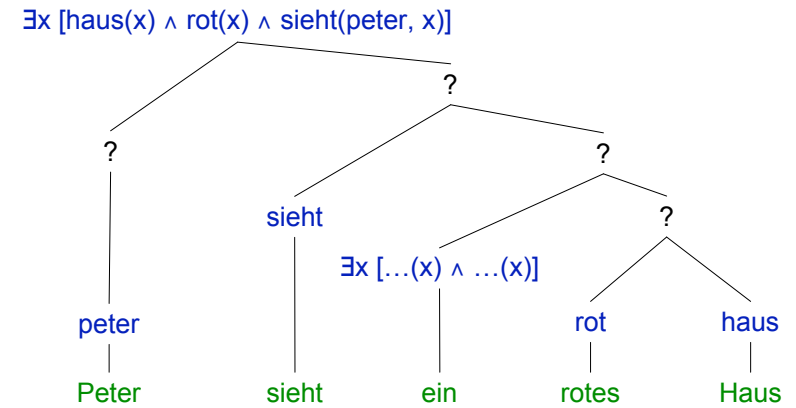 ∃x [haus(x) ∧ rot(x) ∧ sieht(peter, x)]
?
? ?
sieht ?
∃x [...(x) ∧ ...(x)]
peter rot haus
Peter sieht ein rotes Haus